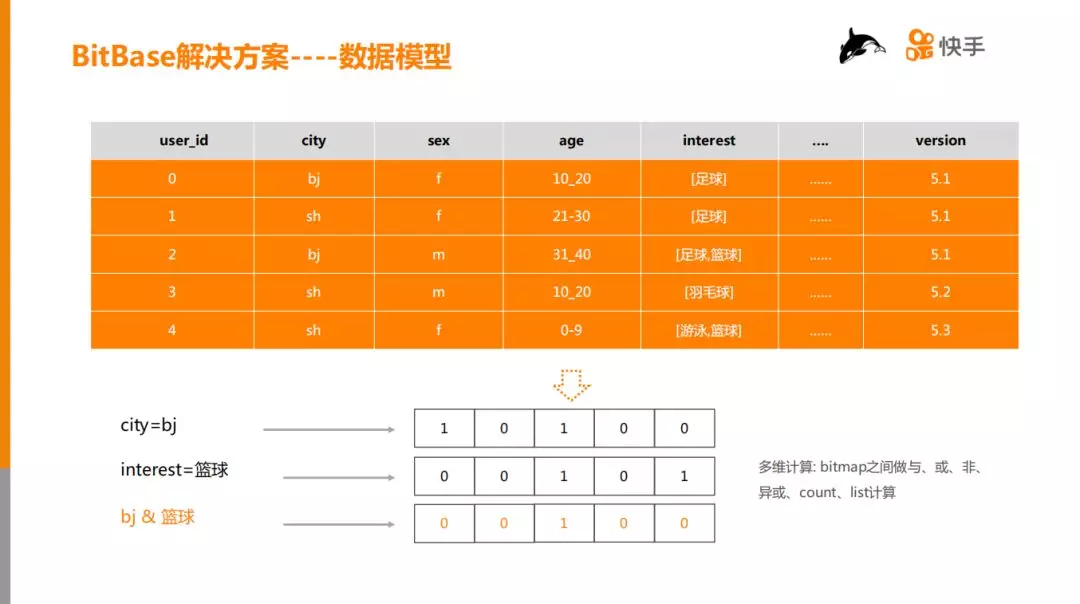 BitBase解决方案----数据模型
快手
user_id city sex age interest .... version
0 bj f 10_20 [足球] ...... 5.1
1 sh f 21-30 [足球] ...... 5.1
2 bj m 31_40 [足球,篮球] ...... 5.1
3 sh m 10_20 [羽毛球] ...... 5.2
4 sh f 0-9 [游泳,篮球] ...... 5.3
city=bj 1 0 1 0 0
interest=篮球 0 0 1 0 1
bj & 篮球 0 0 1 0 0
多维计算: bitmap之间做与、或、非、
异或、count、list计算